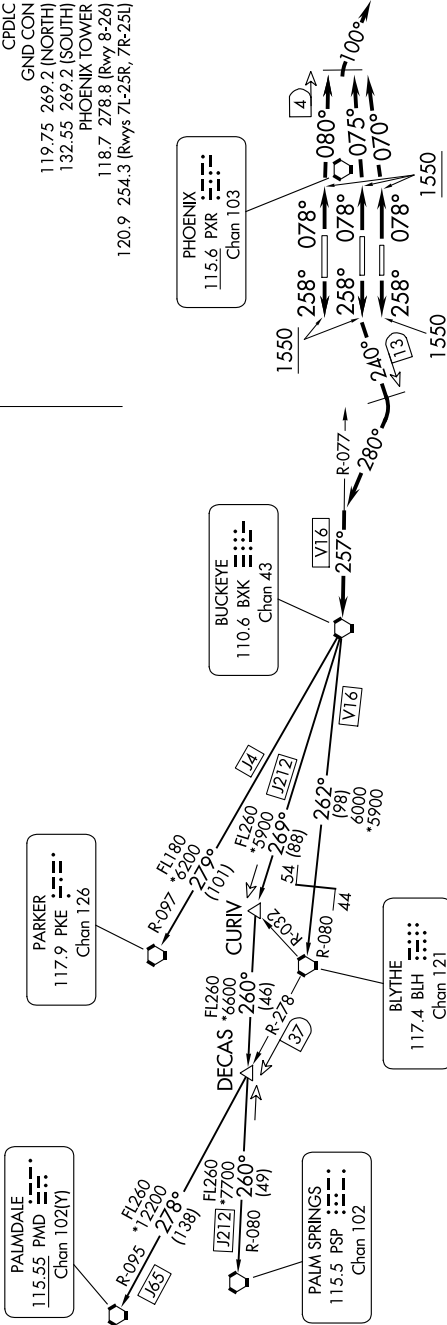 CPDLC
GND CON
119.75 269.2 (NORTH)
132.55 269.2 (SOUTH)
PHOENIX TOWER
118.7 278.8 (Rwy 8-26)
120.9 254.3 (Rwys 7L-25R, 7R-25L)
PALMDALE
115.55 PMD
Chan 102(Y)
PARKER
117.9 PKE
Chan 126
BUCKEYE
110.6 BXK
Chan 43
PHOENIX
115.6 PXR
Chan 103
PALM SPRINGS
115.5 PSP
Chan 102
BLYTHE
117.4 BLH
Chan 121
R-095
J65
FL260
*12200
278°
(138)
DECAS
FL260
*7700
260°
(49)
J212
R-080
R-278
37
FL260
*6600
260°
(46)
CURIV
R-032
R-097
FL180
*6200
279°
(101)
J4
FL260
*5900
269°
(88)
J212
54
44
R-080
262°
(98)
6000
*5900
V16
V16
257°
R-077
280°
13
240°
1550
1550
258°
258°
258°
078°
078°
078°
1550
080°
075°
070°
4
100°